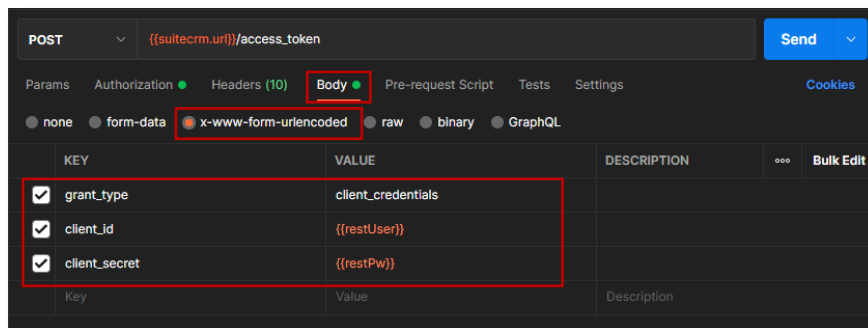 POST {{suitecrm.url}}/access_token Send
Params Authorization Headers (10) Body Pre-request Script Tests Settings Cookies
none form-data x-www-form-urlencoded raw binary GraphQL
KEY VALUE DESCRIPTION ooo Bulk Edit
grant_type client_credentials
client_id {{restUser}}
client_secret {{restPw}}
Key Value Description